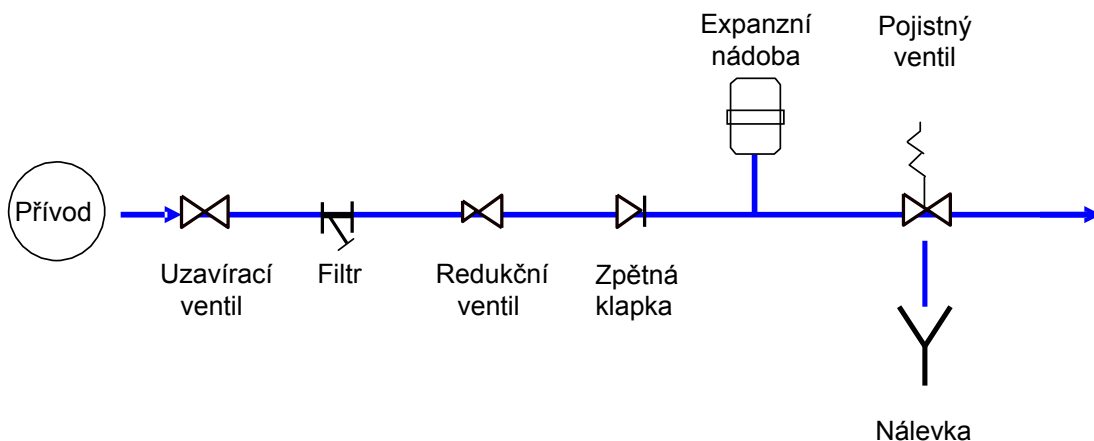 Expanzní
nádoba
Pojistný
ventil
Přívod
Uzavírací
ventil
Filtr
Redukční
ventil
Zpětná
klapka
Nálevka